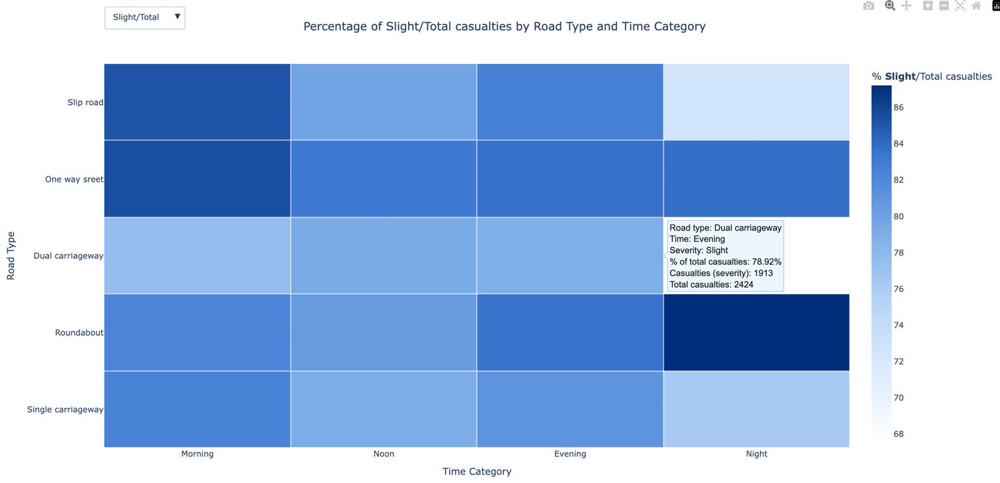 Slight/Total ▼
Percentage of Slight/Total casualties by Road Type and Time Category
% Slight/Total casualties
86
84
82
80
78
76
74
72
70
68
Road Type
Slip road
One way sreet
Dual carriageway
Roundabout
Single carriageway
Road type: Dual carriageway
Time: Evening
Severity: Slight
% of total casualties: 78.92%
Casualties (severity): 1913
Total casualties: 2424
Morning Noon Evening Night
Time Category